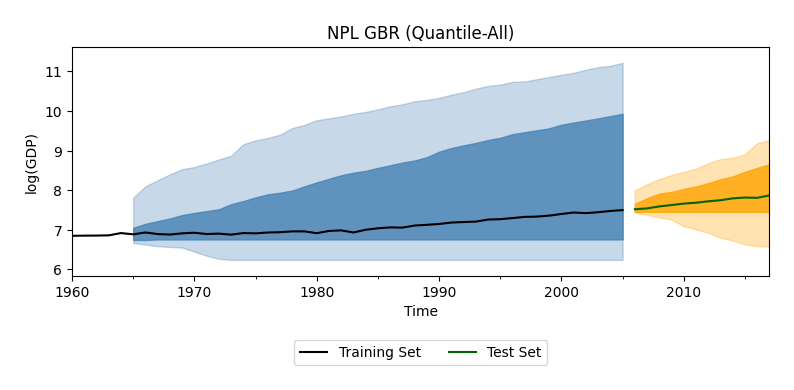 NPL GBR (Quantile-All)
log(GDP)
11
10
9
8
7
6
1960
1970
1980
1990
2000
2010
Time
Training Set
Test Set